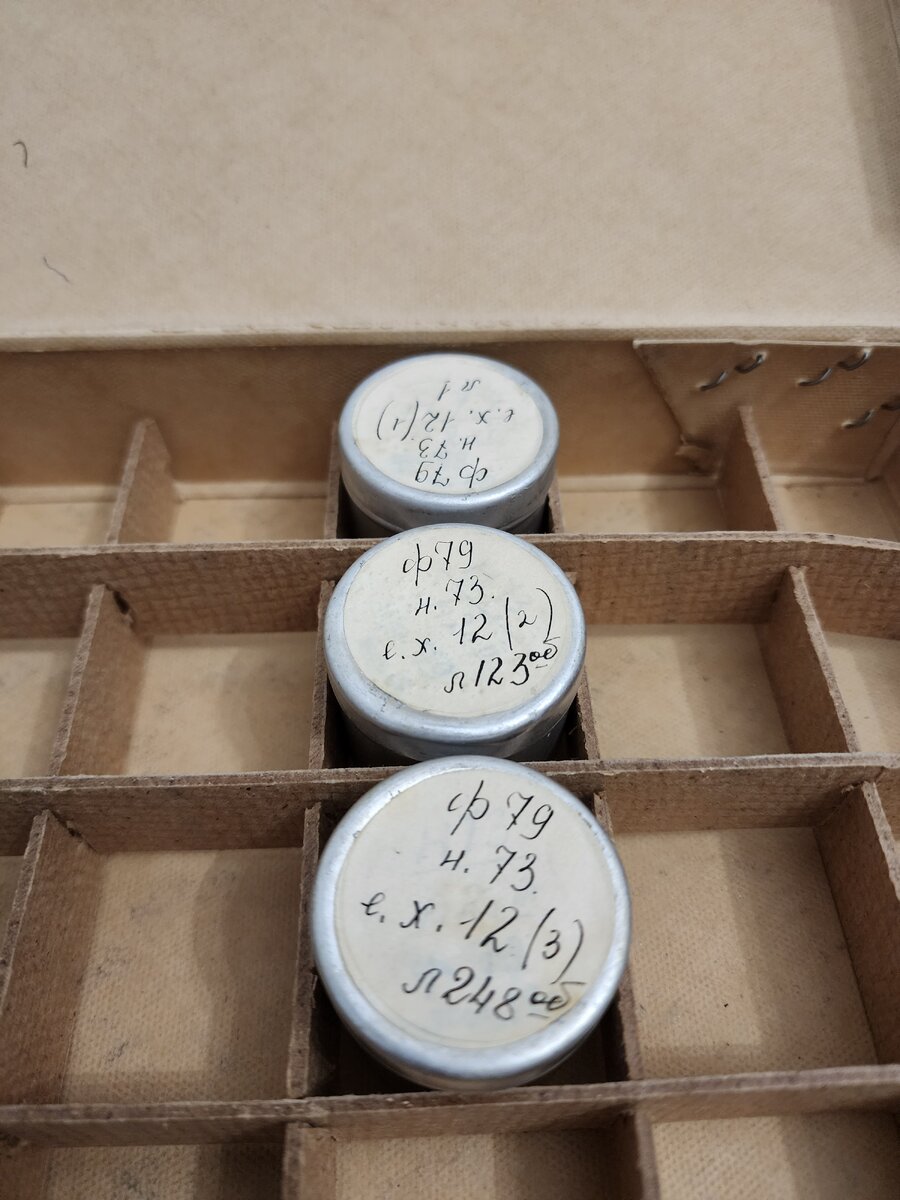 ф 79
н. 73.
е. х. 12 (1)
л 1
ф 79
н. 73.
е. х. 12 (2)
л 123 об
ф 79
н. 73.
е. х. 12 (3)
л 248 об